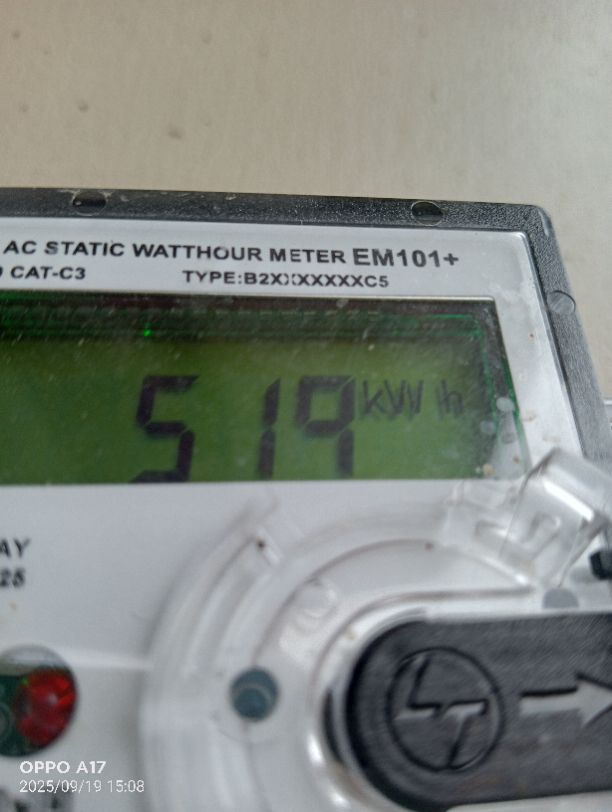 AC STATIC WATTHOUR METER EM101+
CAT-C3 TYPE:B2XXXXXXXC5
519 kWh
AY
25
LT
OPPO A17
2025/09/19 15:08